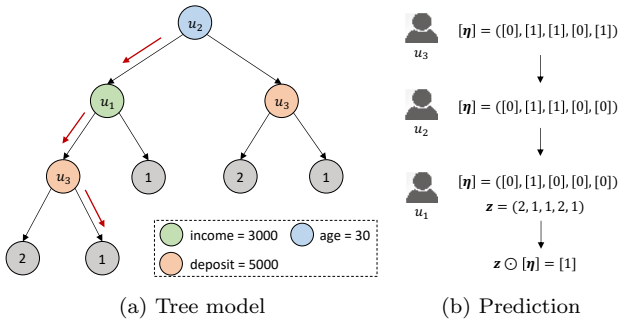 u₂
u₁
u₃
u₃
1
2
1
2
1
income = 3000
age = 30
deposit = 5000
(a) Tree model
u₃
[η] = ([0], [1], [1], [0], [1])
u₂
[η] = ([0], [1], [1], [0], [0])
u₁
[η] = ([0], [1], [0], [0], [0])
z = (2, 1, 1, 2, 1)
z ⊙ [η] = [1]
(b) Prediction